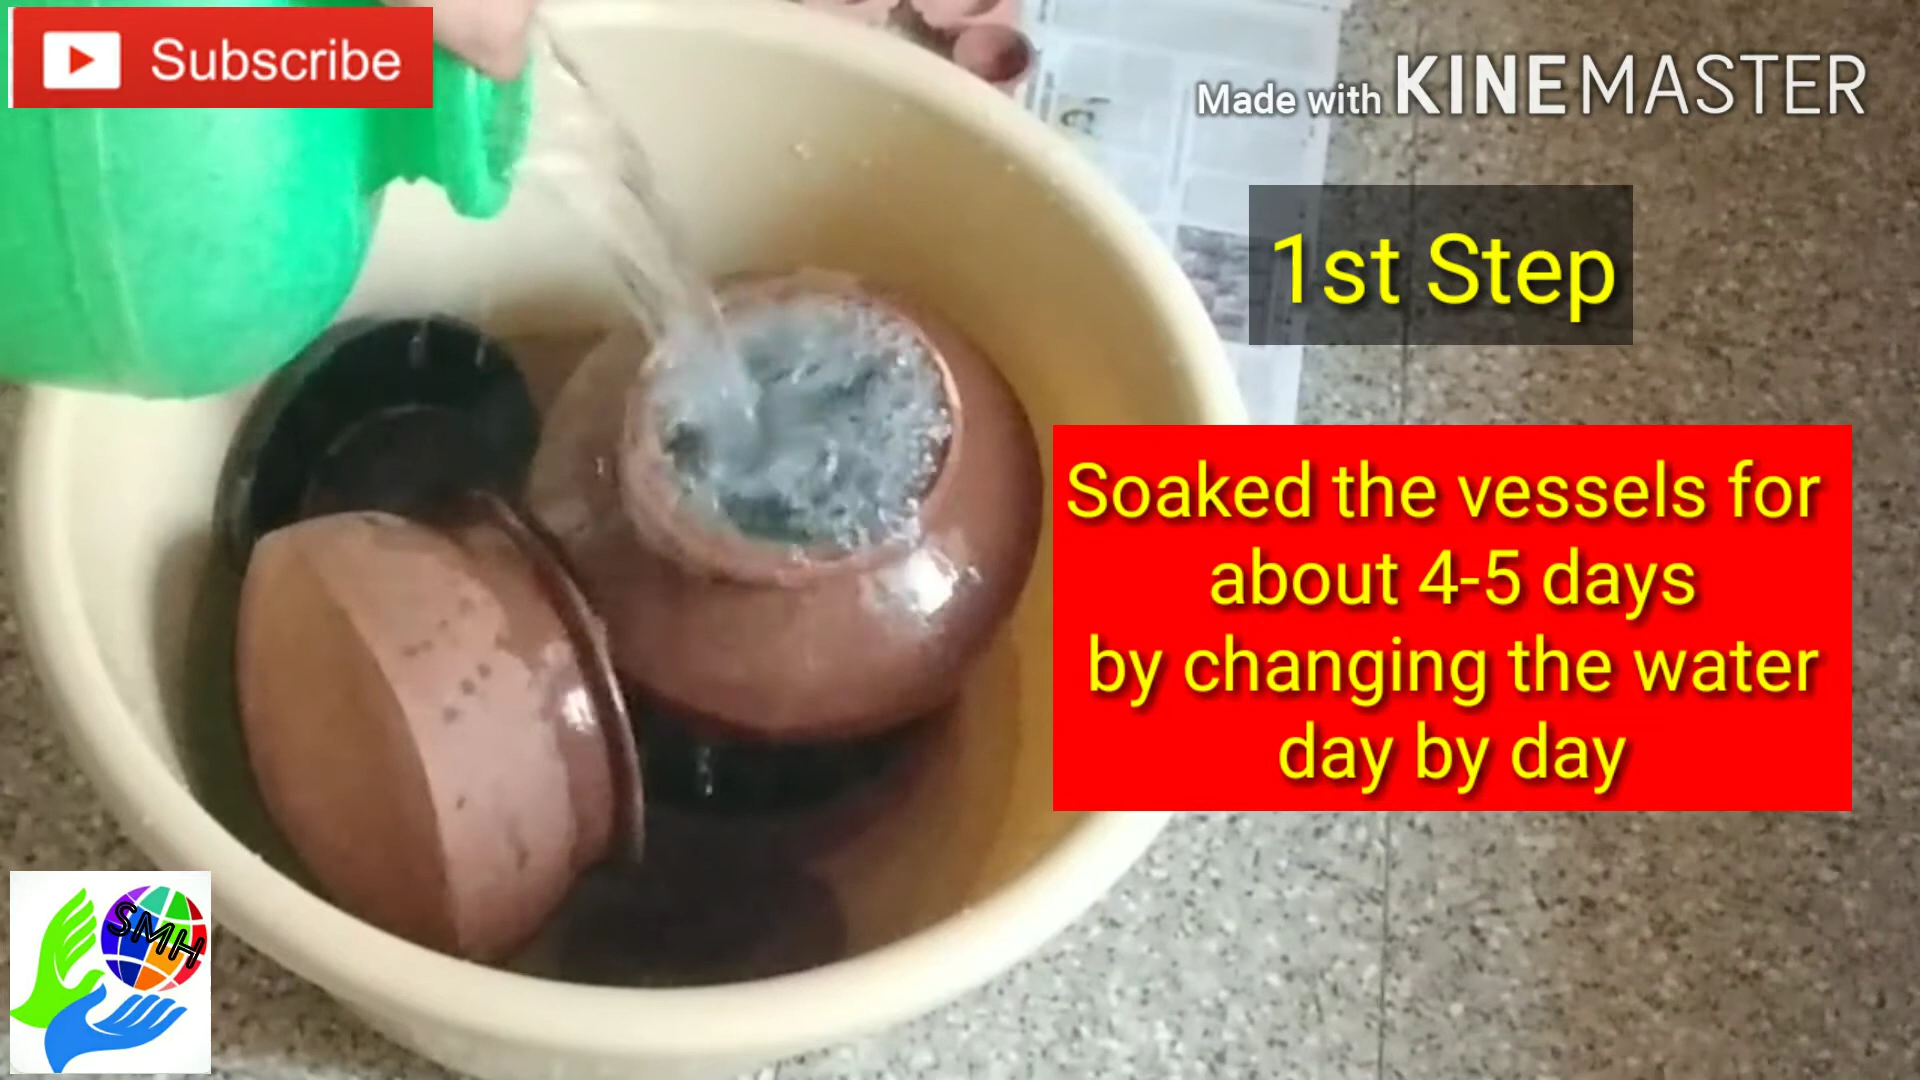 Subscribe
Made with KINEMASTER
1st Step
Soaked the vessels for
about 4-5 days
by changing the water
day by day
SMH